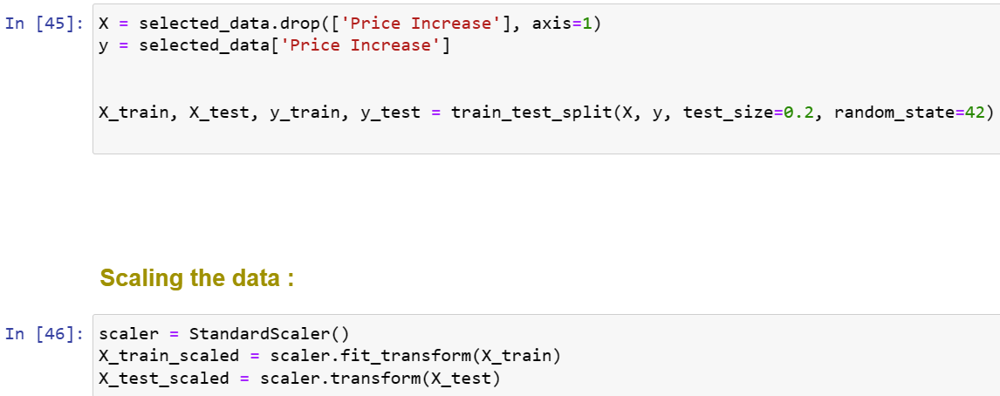 In [45]: X = selected_data.drop(['Price Increase'], axis=1)
y = selected_data['Price Increase']
X_train, X_test, y_train, y_test = train_test_split(X, y, test_size=0.2, random_state=42)
Scaling the data :
In [46]: scaler = StandardScaler()
X_train_scaled = scaler.fit_transform(X_train)
X_test_scaled = scaler.transform(X_test)